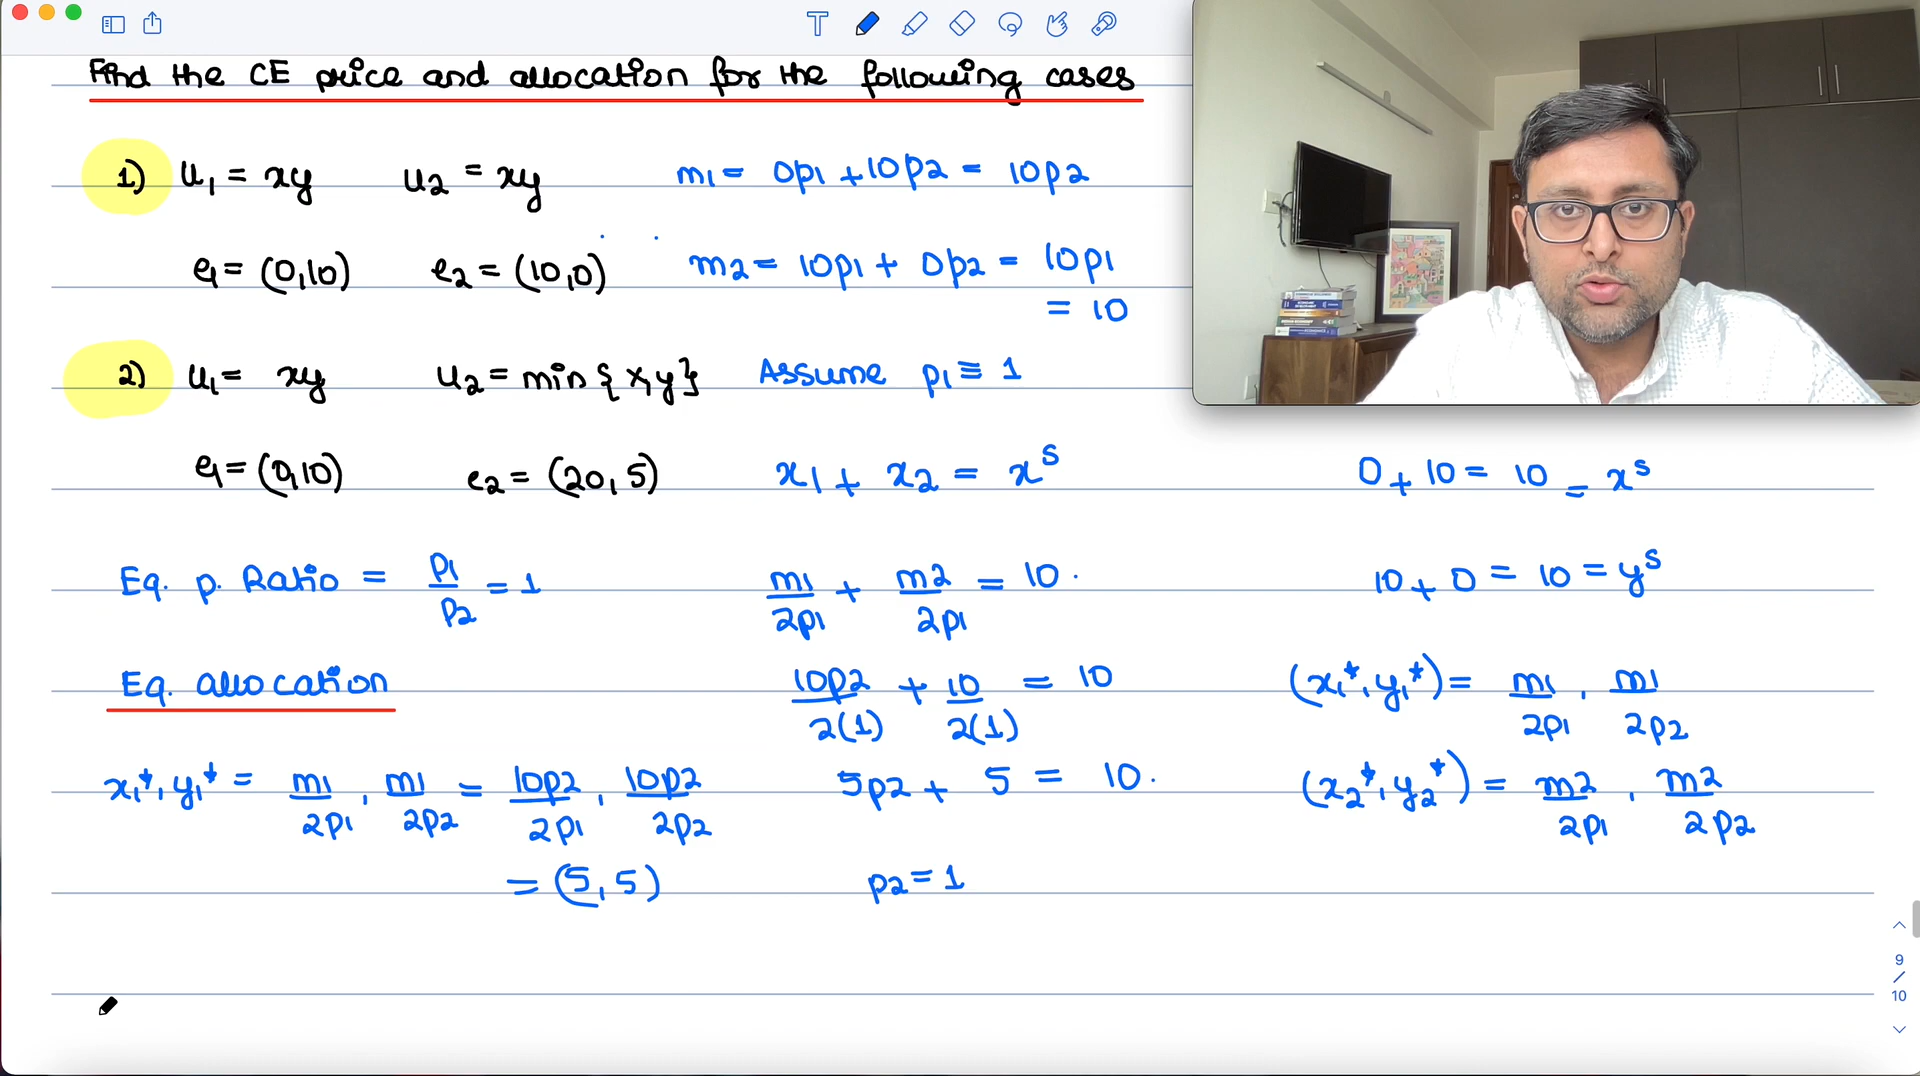 Find the CE price and allocation for the following cases
1) u1 = xy u2 = xy m1 = 0p1 + 10p2 = 10p2
e1 = (0,10) e2 = (10,0) m2 = 10p1 + 0p2 = 10p1
= 10
2) u1 = xy u2 = min{x,y} Assume p1 ≡ 1
e1 = (0,10) e2 = (20,5) x1 + x2 = x^s 0 + 10 = 10 = x^s
Eq. p. Ratio = p1/p2 = 1 m1/2p1 + m2/2p1 = 10. 10 + 0 = 10 = y^s
Eq. allocation 10p2/2(1) + 10/2(1) = 10 (x1*, y1*) = m1/2p1, m1/2p2
x1*, y1* = m1/2p1, m1/2p2 = 10p2/2p1, 10p2/2p2 5p2 + 5 = 10. (x2*, y2*) = m2/2p1, m2/2p2
= (5,5) p2 = 1
9
/
10